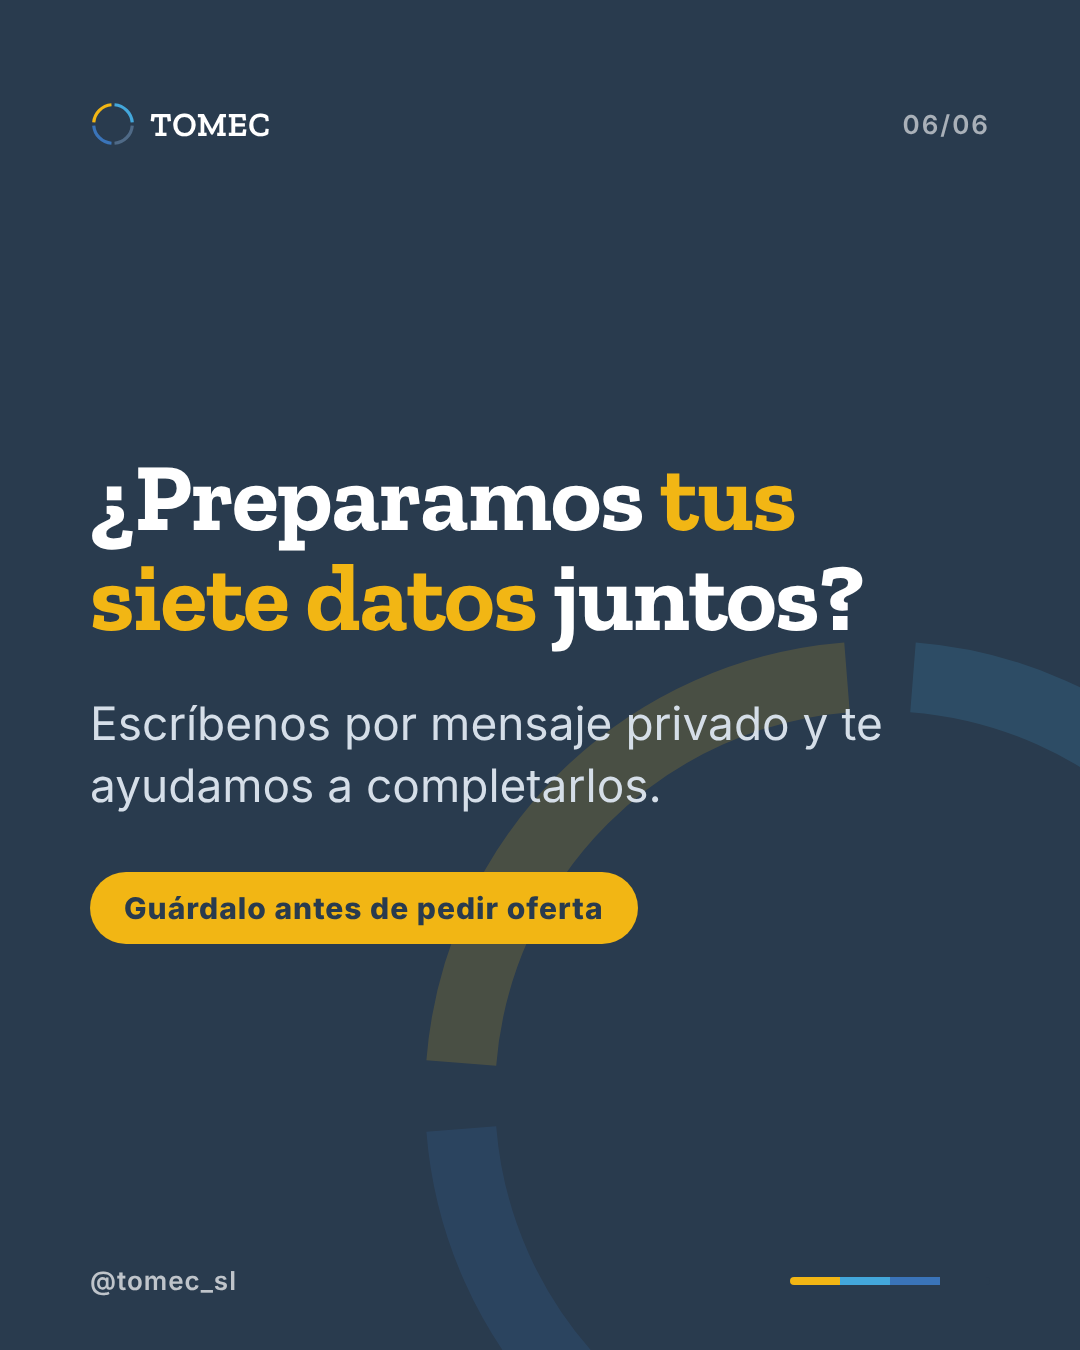 TOMEC
06/06
¿Preparamos tus
siete datos juntos?
Escríbenos por mensaje privado y te
ayudamos a completarlos.
Guárdalo antes de pedir oferta
@tomec_sl